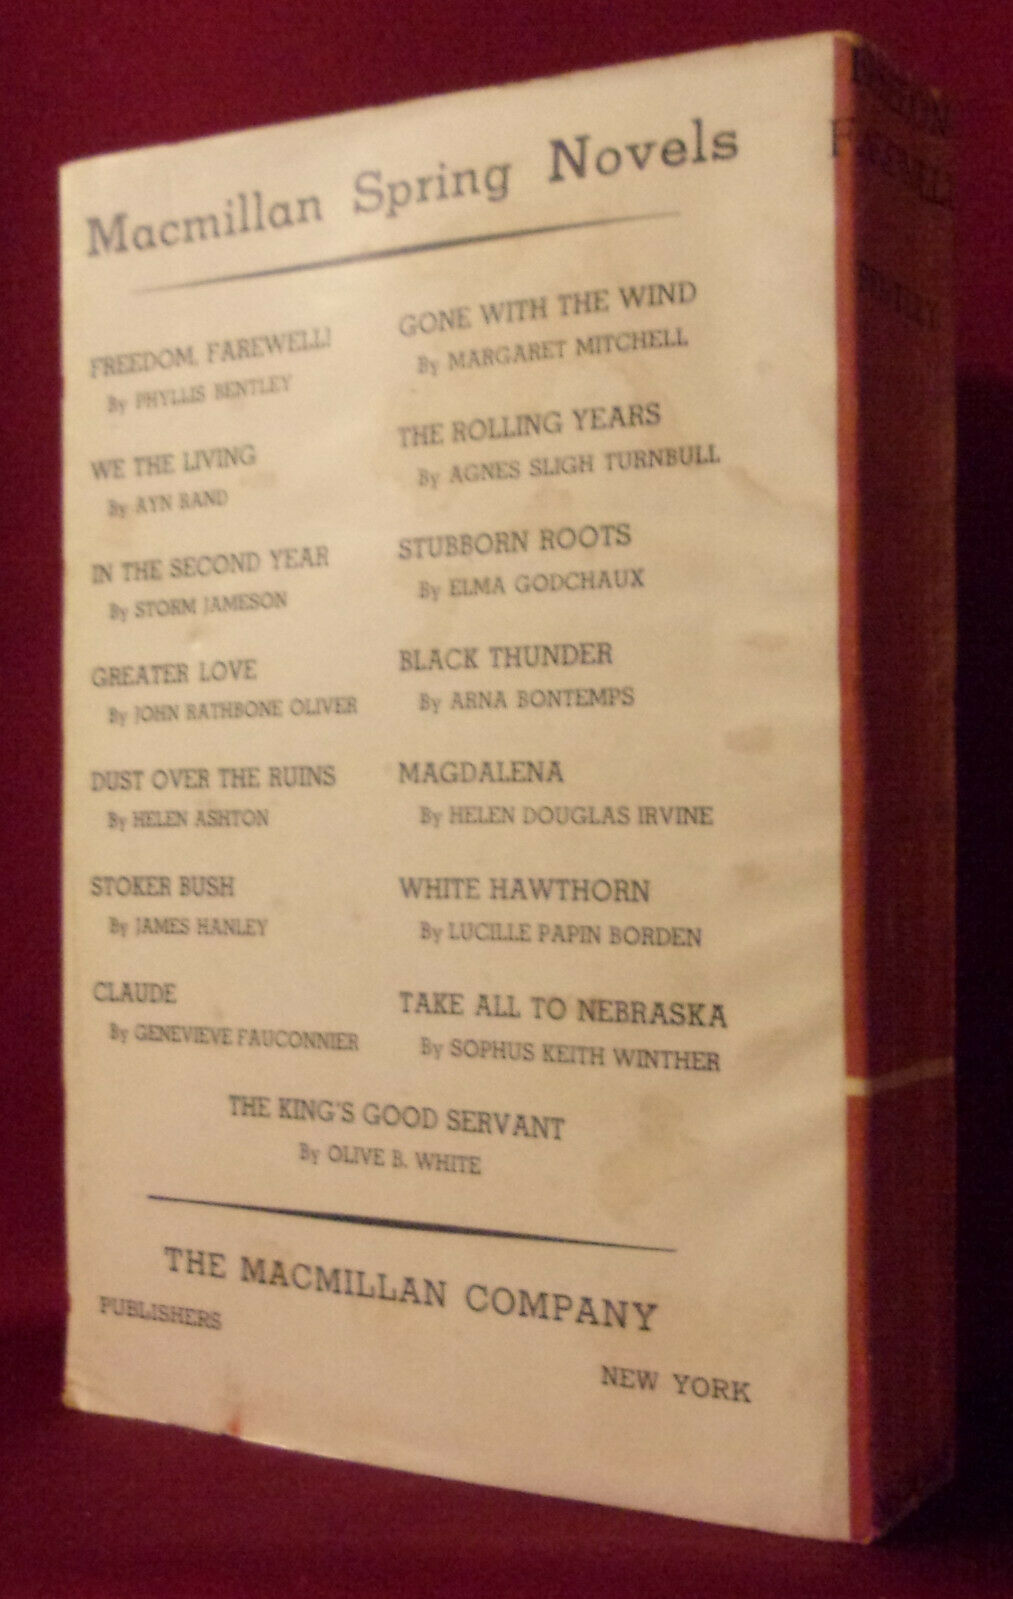 Macmillan Spring Novels
FREEDOM, FAREWELL!
By PHYLLIS BENTLEY
WE THE LIVING
By AYN RAND
IN THE SECOND YEAR
By STORM JAMESON
GREATER LOVE
By JOHN RATHBONE OLIVER
DUST OVER THE RUINS
By HELEN ASHTON
STOKER BUSH
By JAMES HANLEY
CLAUDE
By GENEVIEVE FAUCONNIER
GONE WITH THE WIND
By MARGARET MITCHELL
THE ROLLING YEARS
By AGNES SLIGH TURNBULL
STUBBORN ROOTS
By ELMA GODCHAUX
BLACK THUNDER
By ARNA BONTEMPS
MAGDALENA
By HELEN DOUGLAS IRVINE
WHITE HAWTHORN
By LUCILLE PAPIN BORDEN
TAKE ALL TO NEBRASKA
By SOPHUS KEITH WINTHER
THE KING'S GOOD SERVANT
By OLIVE B. WHITE
THE MACMILLAN COMPANY
PUBLISHERS
NEW YORK